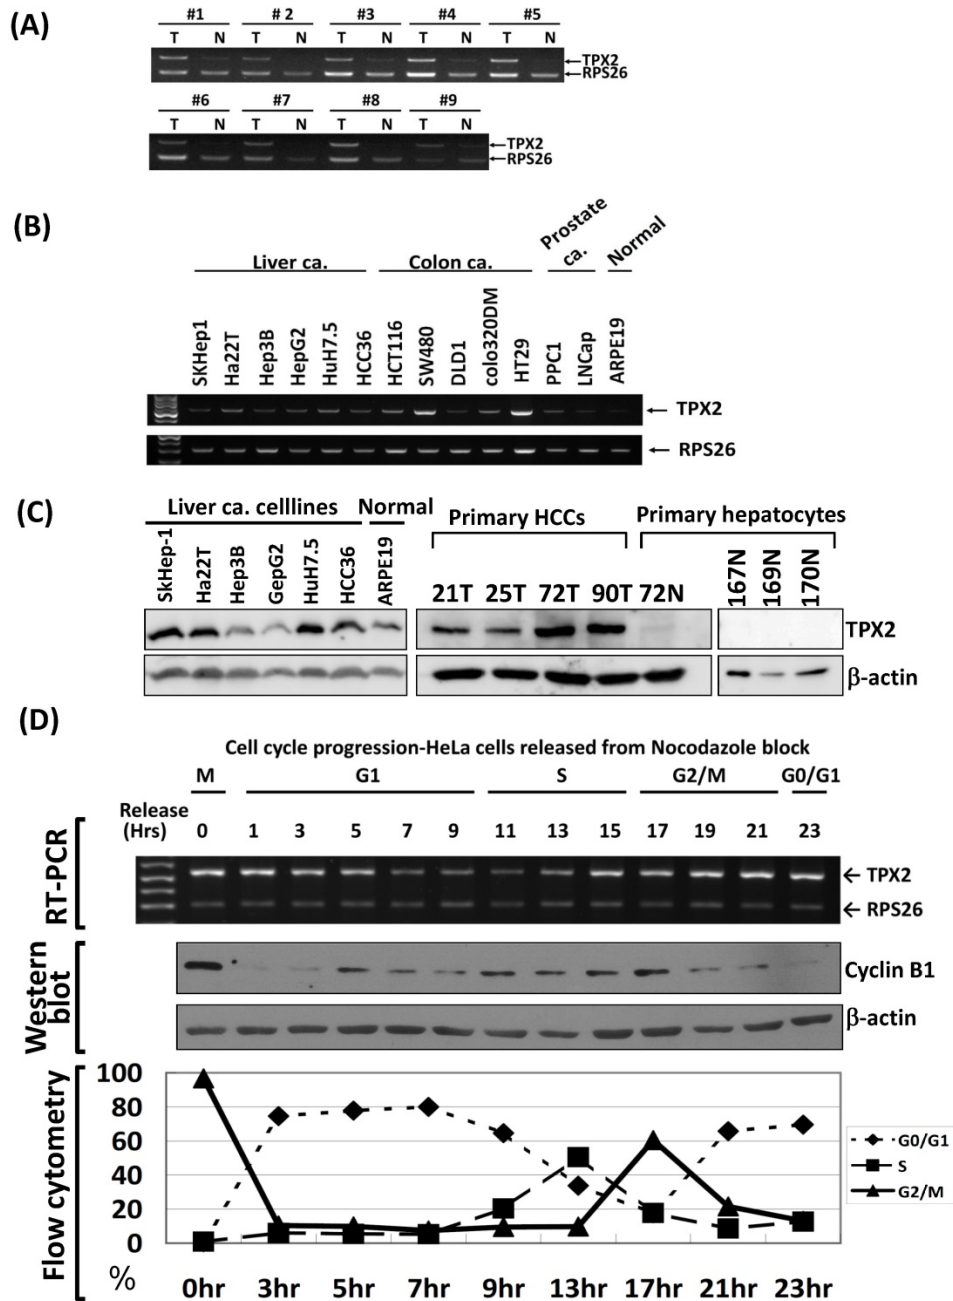 (A)
#1 # 2 #3 #4 #5
T N T N T N T N T N
TPX2
RPS26
#6 #7 #8 #9
T N T N T N T N
TPX2
RPS26
(B)
Liver ca. Colon ca. Prostate ca. Normal
SKHep1 Ha22T Hep3B HepG2 HuH7.5 HCC36 HCT116 SW480 DLD1 colo320DM HT29 PPC1 LNCap ARPE19
TPX2
RPS26
(C)
Liver ca. celllines Normal Primary HCCs Primary hepatocytes
SkHep-1 Ha22T Hep3B GepG2 HuH7.5 HCC36 ARPE19 21T 25T 72T 90T 72N 167N 169N 170N
TPX2
β-actin
(D)
Cell cycle progression-HeLa cells released from Nocodazole block
M G1 S G2/M G0/G1
Release
(Hrs) 0 1 3 5 7 9 11 13 15 17 19 21 23
RT-PCR
TPX2
RPS26
Western blot
Cyclin B1
β-actin
Flow cytometry
100
80
60
40
20
0
G0/G1
S
G2/M
% 0hr 3hr 5hr 7hr 9hr 13hr 17hr 21hr 23hr